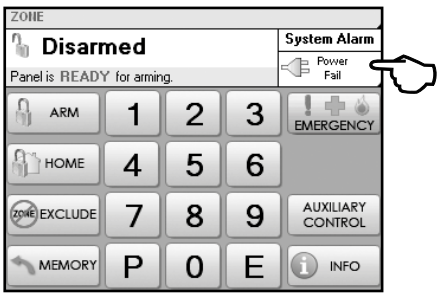 ZONE
Disarmed
System Alarm
Power
Fail
Panel is READY for arming.
ARM
1
2
3
EMERGENCY
HOME
4
5
6
ZONE EXCLUDE
7
8
9
AUXILIARY
CONTROL
MEMORY
P
0
E
i INFO